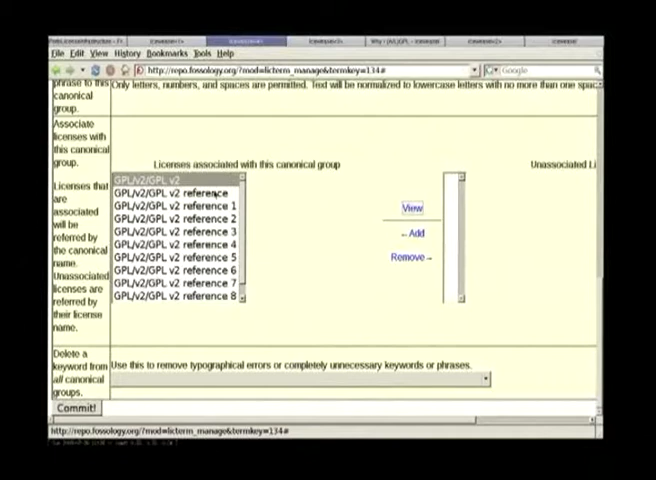 File Edit View History Bookmarks Tools Help
http://repo.fossology.org/?mod=licterm_manage&termkey=134#
Google
phrase to this
canonical
group.
Only letters, numbers, and spaces are permitted. Text will be normalized to lowercase letters with no more than one spac
Associate
licenses with
this canonical
group.
Licenses that
are
associated
will be
referred by
the canonical
name.
Unassociated
licenses are
referred by
their license
name.
Licenses associated with this canonical group
Unassociated Li
GPL/v2/GPL v2
GPL/v2/GPL v2 reference
GPL/v2/GPL v2 reference 1
GPL/v2/GPL v2 reference 2
GPL/v2/GPL v2 reference 3
GPL/v2/GPL v2 reference 4
GPL/v2/GPL v2 reference 5
GPL/v2/GPL v2 reference 6
GPL/v2/GPL v2 reference 7
GPL/v2/GPL v2 reference 8
View
←Add
Remove→
Delete a
keyword from
all canonical
groups.
Use this to remove typographical errors or completely unnecessary keywords or phrases.
Commit!
http://repo.fossology.org/?mod=licterm_manage&termkey=134#